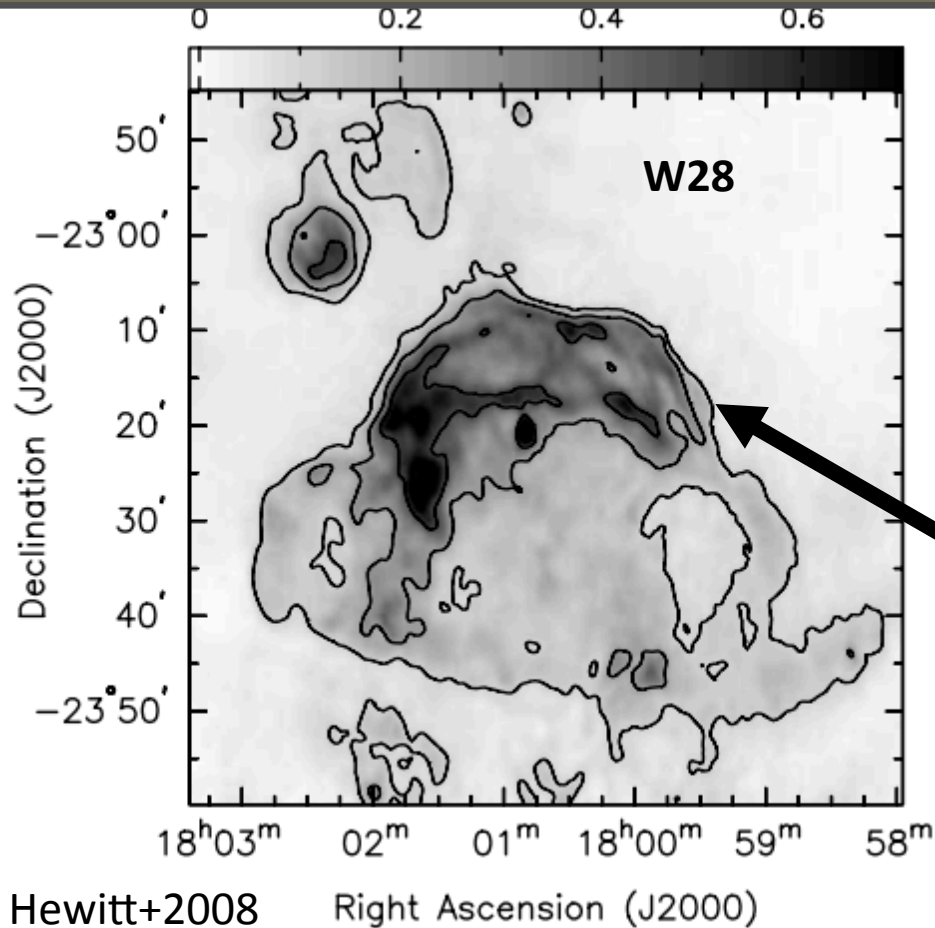 0 0.2 0.4 0.6
W28
50′
−23°00′
10′
20′
30′
40′
−23°50′
Declination (J2000)
18ʰ03ᵐ 02ᵐ 01ᵐ 18ʰ00ᵐ 59ᵐ 58ᵐ
Hewitt+2008 Right Ascension (J2000)